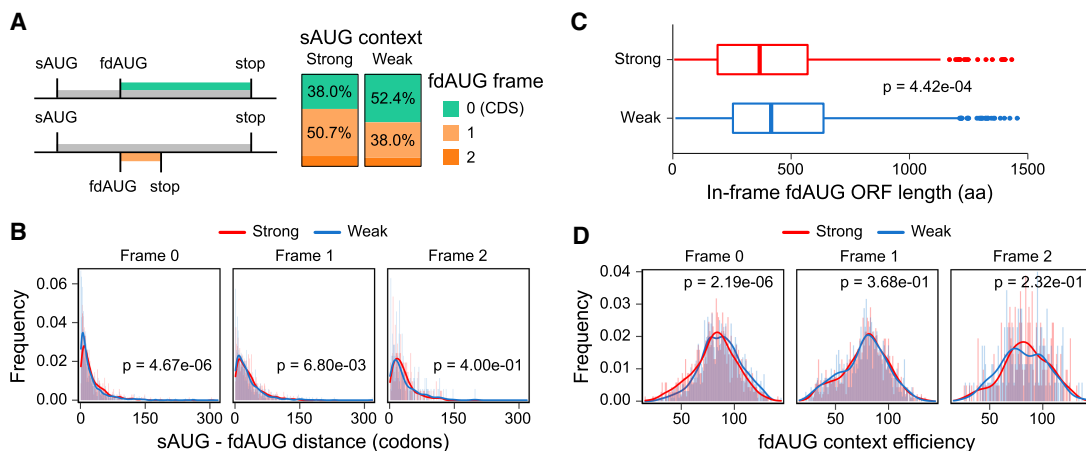 A
sAUG
fdAUG
stop
sAUG
stop
fdAUG
stop
sAUG context
Strong
Weak
38.0%
52.4%
50.7%
38.0%
fdAUG frame
0 (CDS)
1
2
C
Strong
Weak
p = 4.42e-04
0
500
1000
1500
In-frame fdAUG ORF length (aa)
B
Strong
Weak
Frame 0
Frame 1
Frame 2
Frequency
0.06
0.04
0.02
0.00
p = 4.67e-06
p = 6.80e-03
p = 4.00e-01
0
150
300
0
150
300
0
150
300
sAUG - fdAUG distance (codons)
D
Strong
Weak
Frame 0
Frame 1
Frame 2
Frequency
0.04
0.03
0.02
0.01
0.00
p = 2.19e-06
p = 3.68e-01
p = 2.32e-01
50
100
50
100
50
100
fdAUG context efficiency